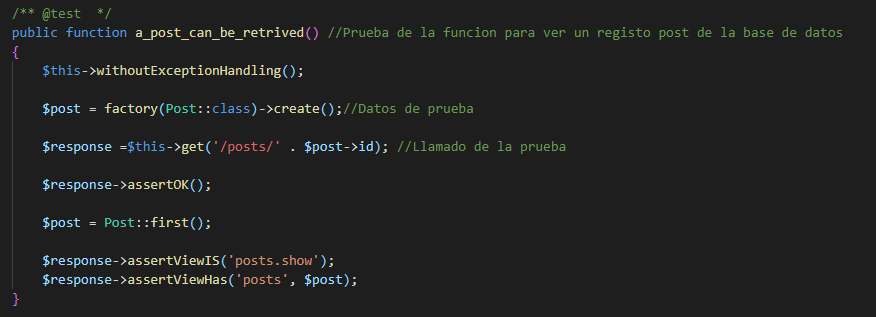 /** @test  */
public function a_post_can_be_retrived() //Prueba de la funcion para ver un registo post de la base de datos
{
    $this->withoutExceptionHandling();
    $post = factory(Post::class)->create();//Datos de prueba
    $response =$this->get('/posts/' . $post->id); //Llamado de la prueba
    $response->assertOK();
    $post = Post::first();
    $response->assertViewIS('posts.show');
    $response->assertViewHas('posts', $post);
}